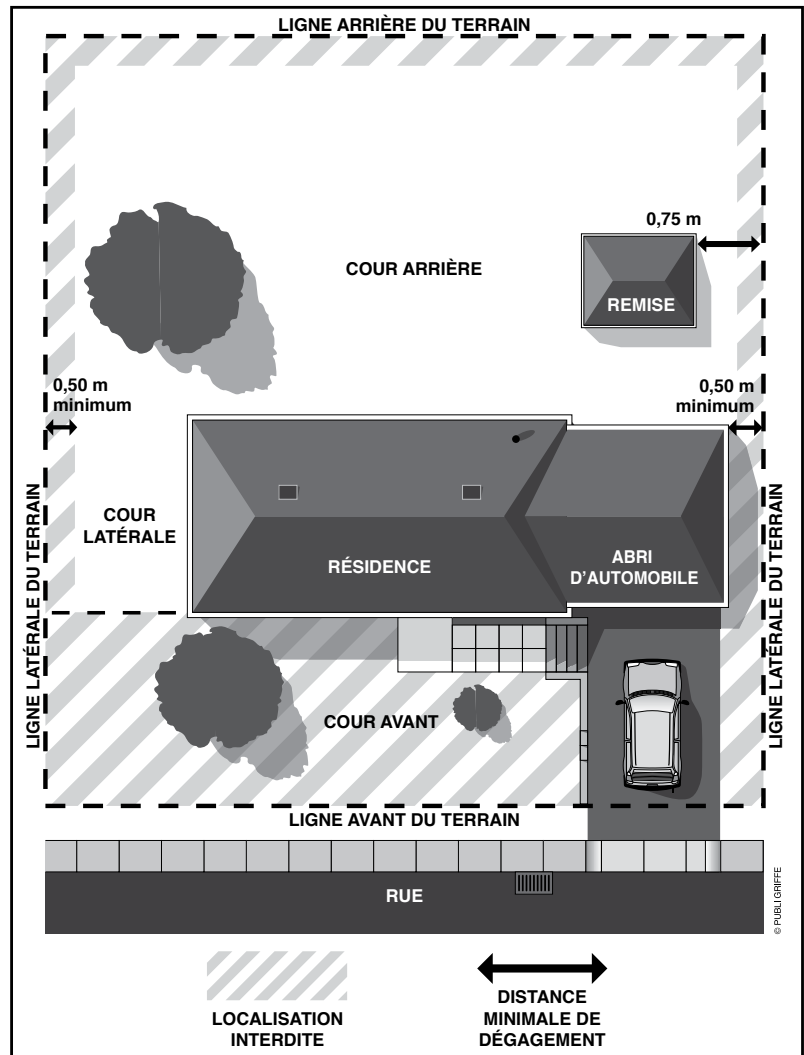 LIGNE ARRIÈRE DU TERRAIN
0,75 m
COUR ARRIÈRE
REMISE
0,50 m
minimum
0,50 m
minimum
LIGNE LATÉRALE DU TERRAIN
COUR
LATÉRALE
RÉSIDENCE
ABRI
D'AUTOMOBILE
LIGNE LATÉRALE DU TERRAIN
COUR AVANT
LIGNE AVANT DU TERRAIN
RUE
© PUBLI GRIFFE
LOCALISATION
INTERDITE
DISTANCE
MINIMALE DE
DÉGAGEMENT